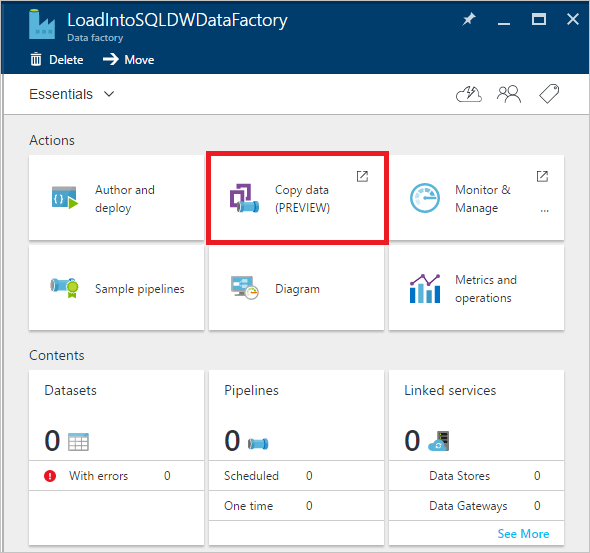 LoadIntoSQLDWDataFactory
Data factory
Delete
Move
Essentials
Actions
Author and
deploy
Copy data
(PREVIEW)
Monitor &
Manage
...
Sample pipelines
Diagram
Metrics and
operations
Contents
Datasets
0
With errors 0
Pipelines
0
Scheduled 0
One time 0
Linked services
0
Data Stores 0
Data Gateways 0
See More